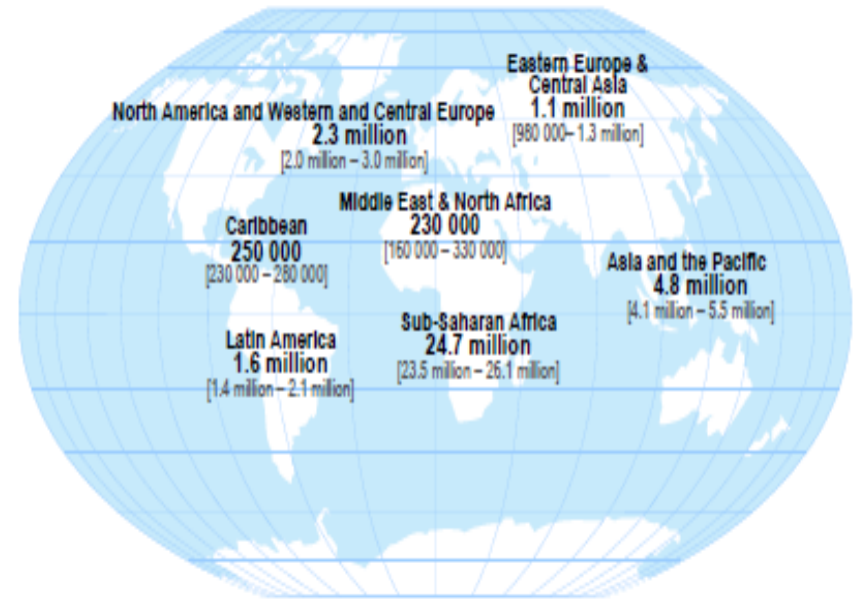 Eastern Europe &
Central Asia
1.1 million
[980 000– 1.3 million]
North America and Western and Central Europe
2.3 million
[2.0 million – 3.0 million]
Middle East & North Africa
230 000
[160 000 – 330 000]
Caribbean
250 000
[230 000 – 280 000]
Asia and the Pacific
4.8 million
[4.1 million – 5.5 million]
Sub-Saharan Africa
24.7 million
[23.5 million – 26.1 million]
Latin America
1.6 million
[1.4 million – 2.1 million]